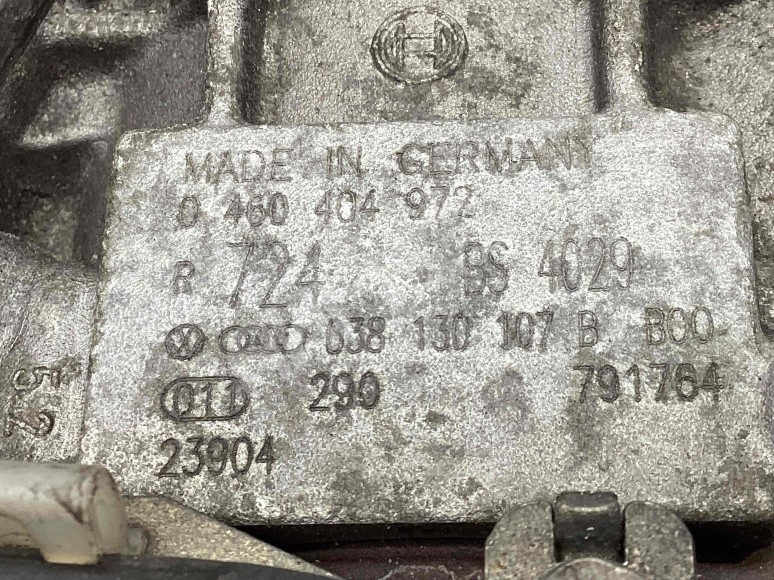 MADE IN GERMANY
0 460 404 972
R 724 BS 4029
038 130 107 B B00
011 290 791764
23904